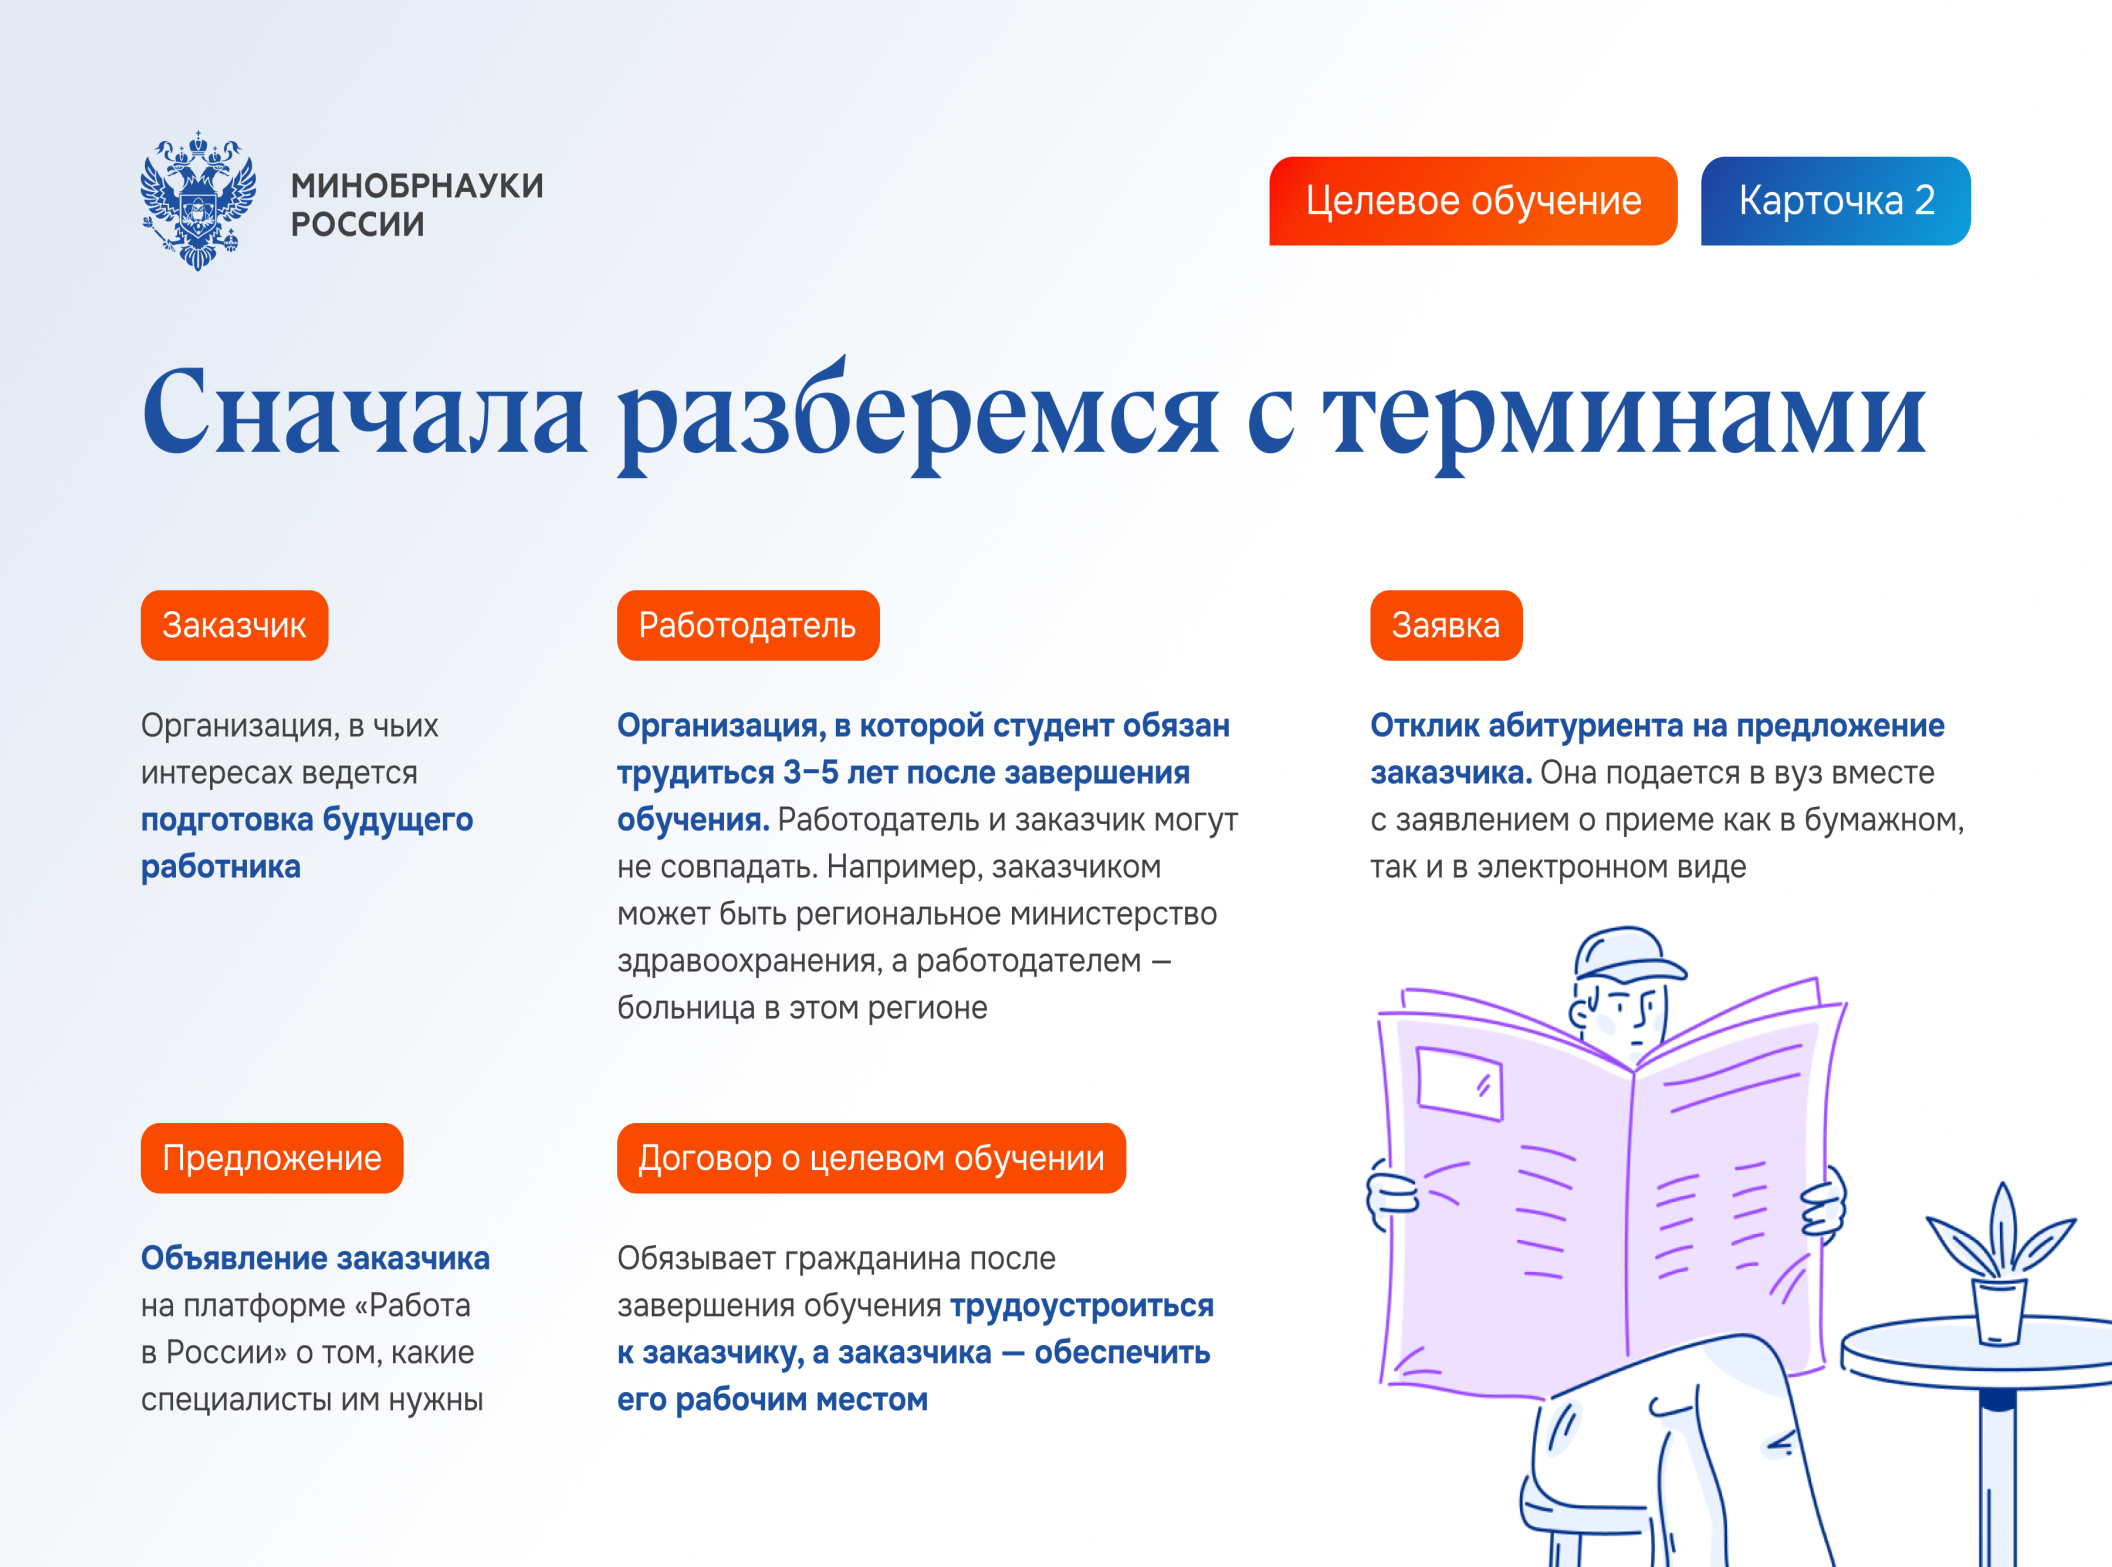 МИНОБРНАУКИ
РОССИИ
Целевое обучение
Карточка 2
Сначала разберемся с терминами
Заказчик
Организация, в чьих
интересах ведется
подготовка будущего
работника
Работодатель
Организация, в которой студент обязан
трудиться 3–5 лет после завершения
обучения. Работодатель и заказчик могут
не совпадать. Например, заказчиком
может быть региональное министерство
здравоохранения, а работодателем —
больница в этом регионе
Заявка
Отклик абитуриента на предложение
заказчика. Она подается в вуз вместе
с заявлением о приеме как в бумажном,
так и в электронном виде
Предложение
Объявление заказчика
на платформе «Работа
в России» о том, какие
специалисты им нужны
Договор о целевом обучении
Обязывает гражданина после
завершения обучения трудоустроиться
к заказчику, а заказчика — обеспечить
его рабочим местом